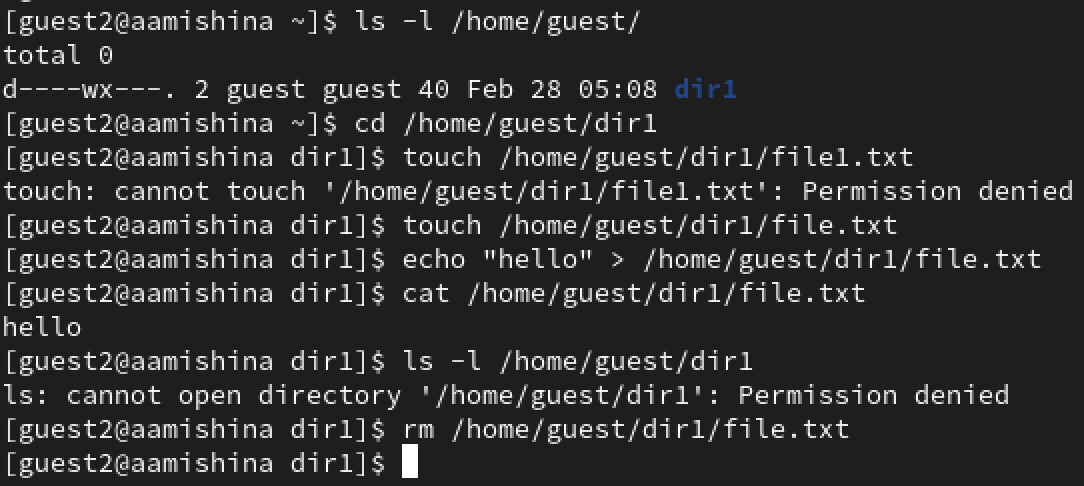 [guest2@aamishina ~]$ ls -l /home/guest/
total 0
d----wx---. 2 guest guest 40 Feb 28 05:08 dir1
[guest2@aamishina ~]$ cd /home/guest/dir1
[guest2@aamishina dir1]$ touch /home/guest/dir1/file1.txt
touch: cannot touch '/home/guest/dir1/file1.txt': Permission denied
[guest2@aamishina dir1]$ touch /home/guest/dir1/file.txt
[guest2@aamishina dir1]$ echo "hello" > /home/guest/dir1/file.txt
[guest2@aamishina dir1]$ cat /home/guest/dir1/file.txt
hello
[guest2@aamishina dir1]$ ls -l /home/guest/dir1
ls: cannot open directory '/home/guest/dir1': Permission denied
[guest2@aamishina dir1]$ rm /home/guest/dir1/file.txt
[guest2@aamishina dir1]$